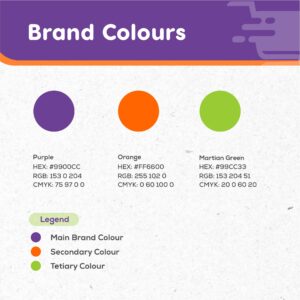 Brand Colours
Purple
HEX: #9900CC
RGB: 153 0 204
CMYK: 75 97 0 0
Orange
HEX: #FF6600
RGB: 255 102 0
CMYK: 0 60 100 0
Martian Green
HEX: #99CC33
RGB: 153 204 51
CMYK: 20 0 60 20
Legend
Main Brand Colour
Secondary Colour
Tetiary Colour